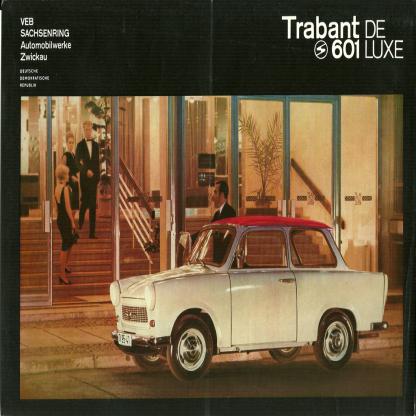 VEB
SACHSENRING
Automobilwerke
Zwickau
DEUTSCHE
DEMOKRATISCHE
REPUBLIK
Trabant DE
601 LUXE